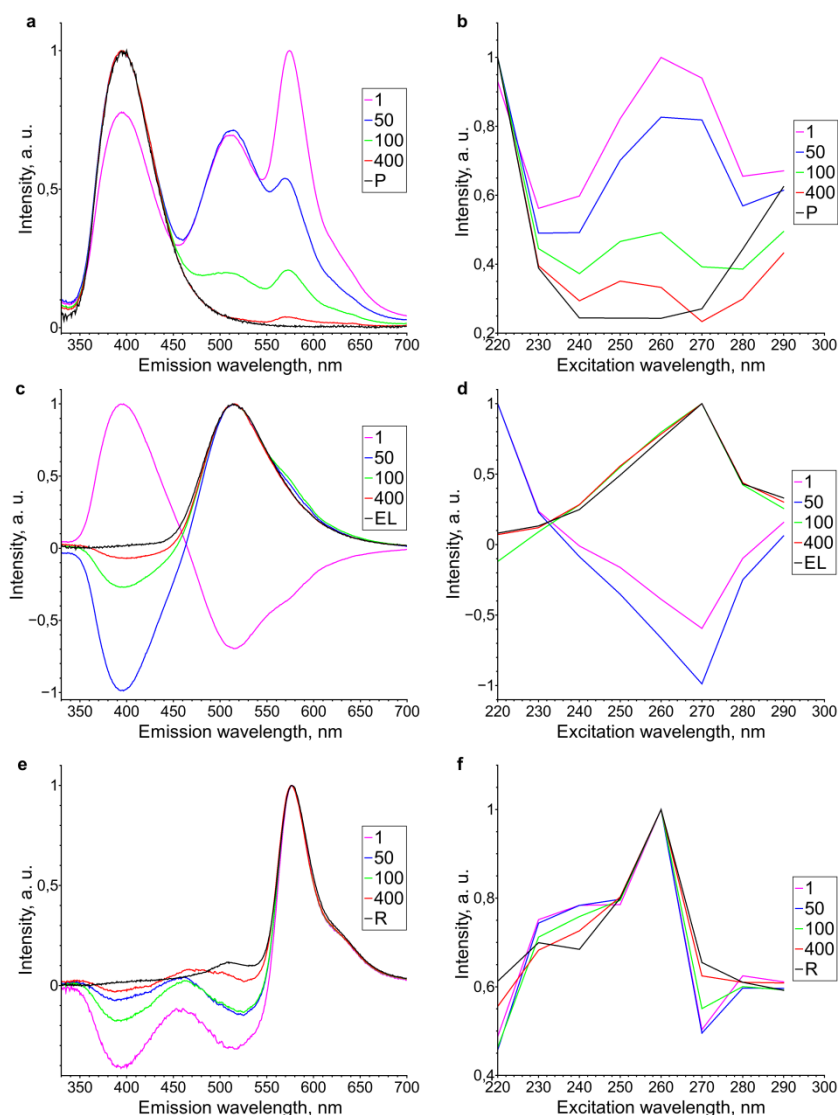 a
Intensity, a. u.
1
0,5
0
350 400 450 500 550 600 650 700
Emission wavelength, nm
1
50
100
400
P
b
Intensity, a. u.
1
0,8
0,6
0,4
0,2
220 230 240 250 260 270 280 290 300
Excitation wavelength, nm
1
50
100
400
P
c
Intensity, a. u.
1
0,5
0
−0,5
−1
350 400 450 500 550 600 650 700
Emission wavelength, nm
1
50
100
400
EL
d
Intensity, a. u.
1
0,5
0
−0,5
−1
220 230 240 250 260 270 280 290 300
Excitation wavelength, nm
1
50
100
400
EL
e
Intensity, a. u.
1
0,5
0
350 400 450 500 550 600 650 700
Emission wavelength, nm
1
50
100
400
R
f
Intensity, a. u.
1
0,8
0,6
0,4
220 230 240 250 260 270 280 290 300
Excitation wavelength, nm
1
50
100
400
R